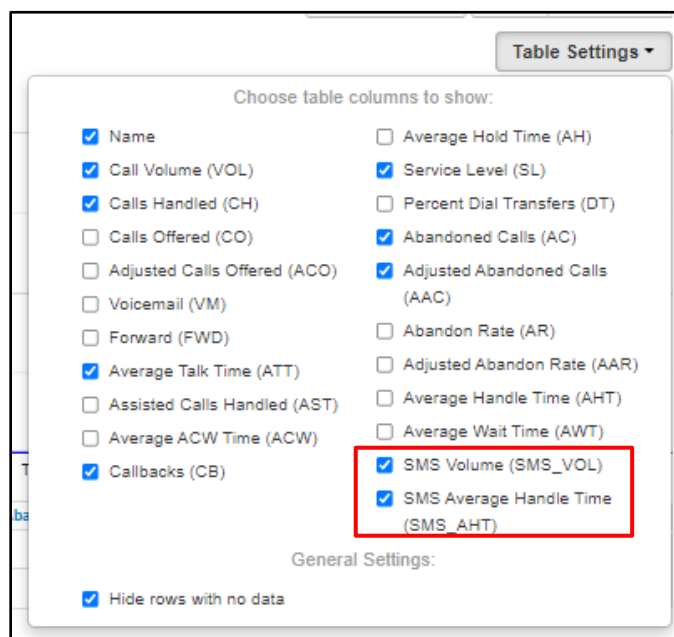 Table Settings
Choose table columns to show:
Name
Call Volume (VOL)
Calls Handled (CH)
Calls Offered (CO)
Adjusted Calls Offered (ACO)
Voicemail (VM)
Forward (FWD)
Average Talk Time (ATT)
Assisted Calls Handled (AST)
Average ACW Time (ACW)
Callbacks (CB)
Average Hold Time (AH)
Service Level (SL)
Percent Dial Transfers (DT)
Abandoned Calls (AC)
Adjusted Abandoned Calls
(AAC)
Abandon Rate (AR)
Adjusted Abandon Rate (AAR)
Average Handle Time (AHT)
Average Wait Time (AWT)
SMS Volume (SMS_VOL)
SMS Average Handle Time
(SMS_AHT)
General Settings:
Hide rows with no data